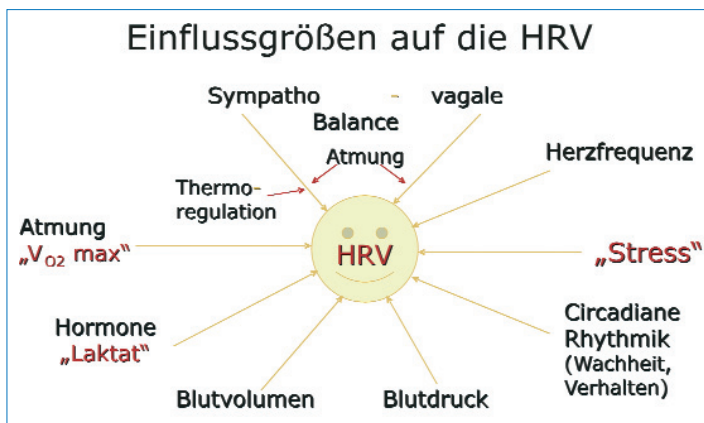 Einflussgrößen auf die HRV
Sympatho - vagale
Balance
Atmung
Herzfrequenz
Thermo-
regulation
Atmung
„VO2 max“
HRV
„Stress“
Hormone
„Laktat“
Circadiane
Rhythmik
(Wachheit,
Verhalten)
Blutvolumen
Blutdruck